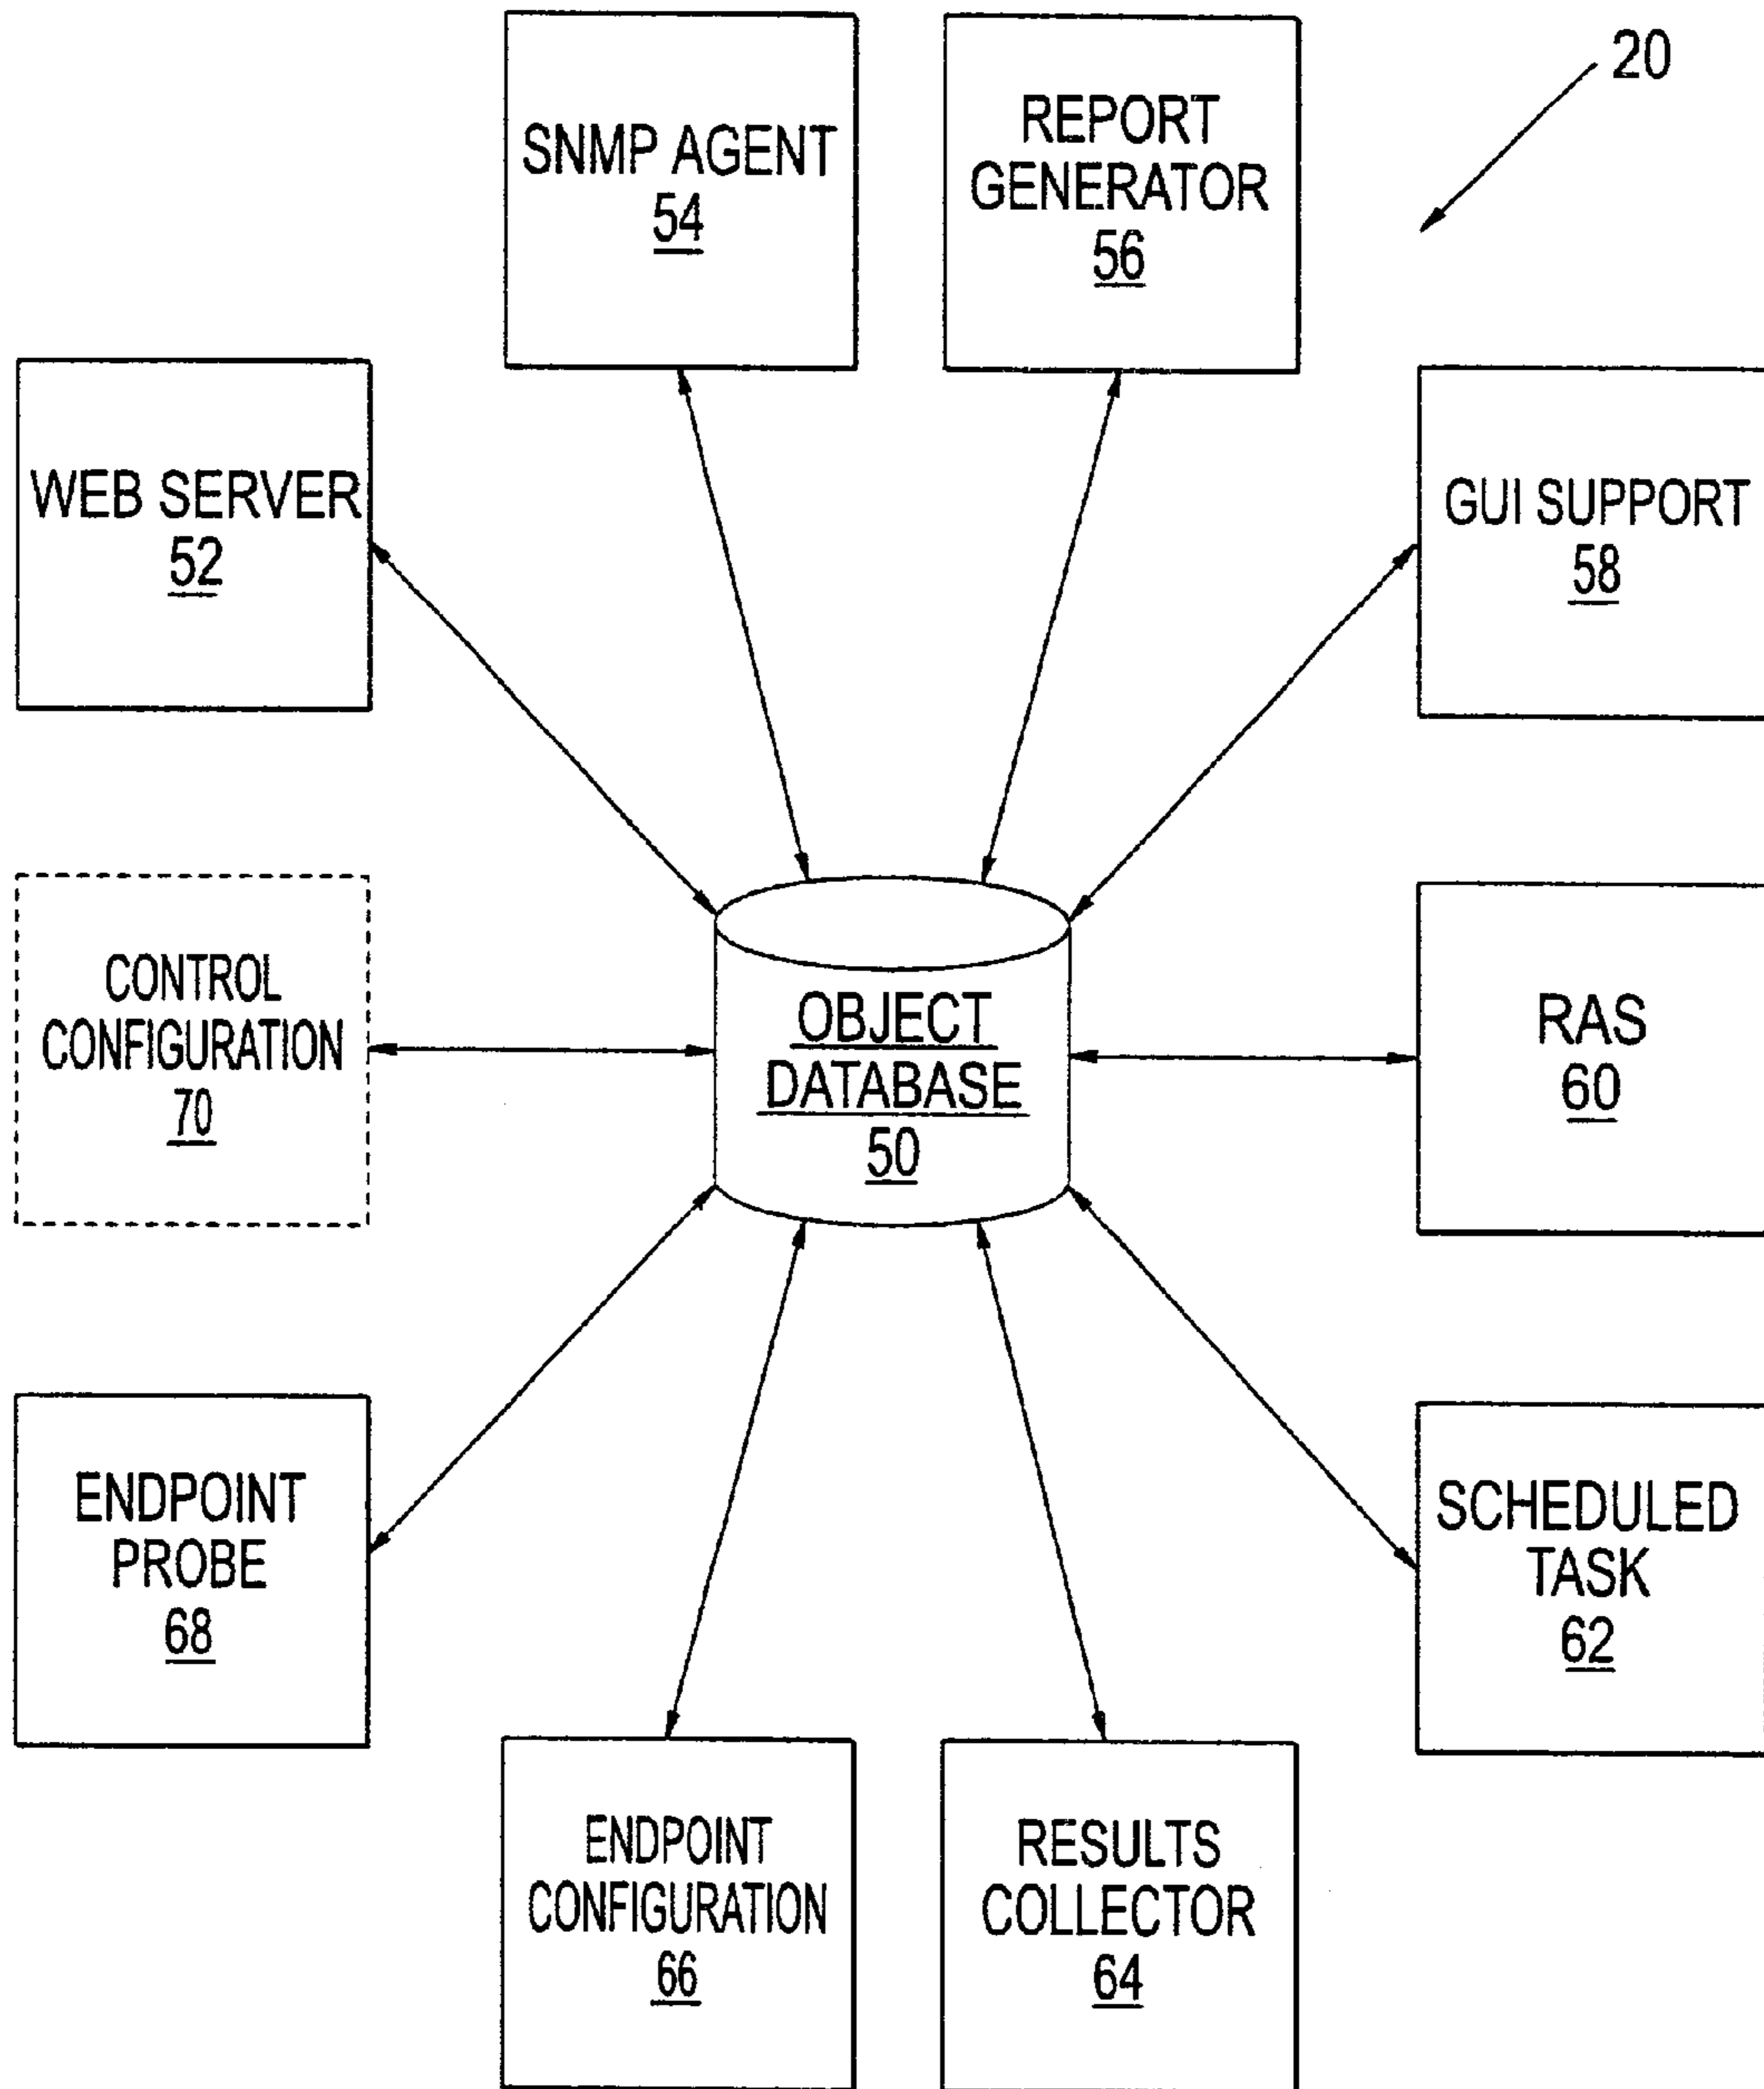 20
SNMP AGENT
54
REPORT
GENERATOR
56
WEB SERVER
52
GUI SUPPORT
58
CONTROL
CONFIGURATION
70
OBJECT
DATABASE
50
RAS
60
ENDPOINT
PROBE
68
SCHEDULED
TASK
62
ENDPOINT
CONFIGURATION
66
RESULTS
COLLECTOR
64